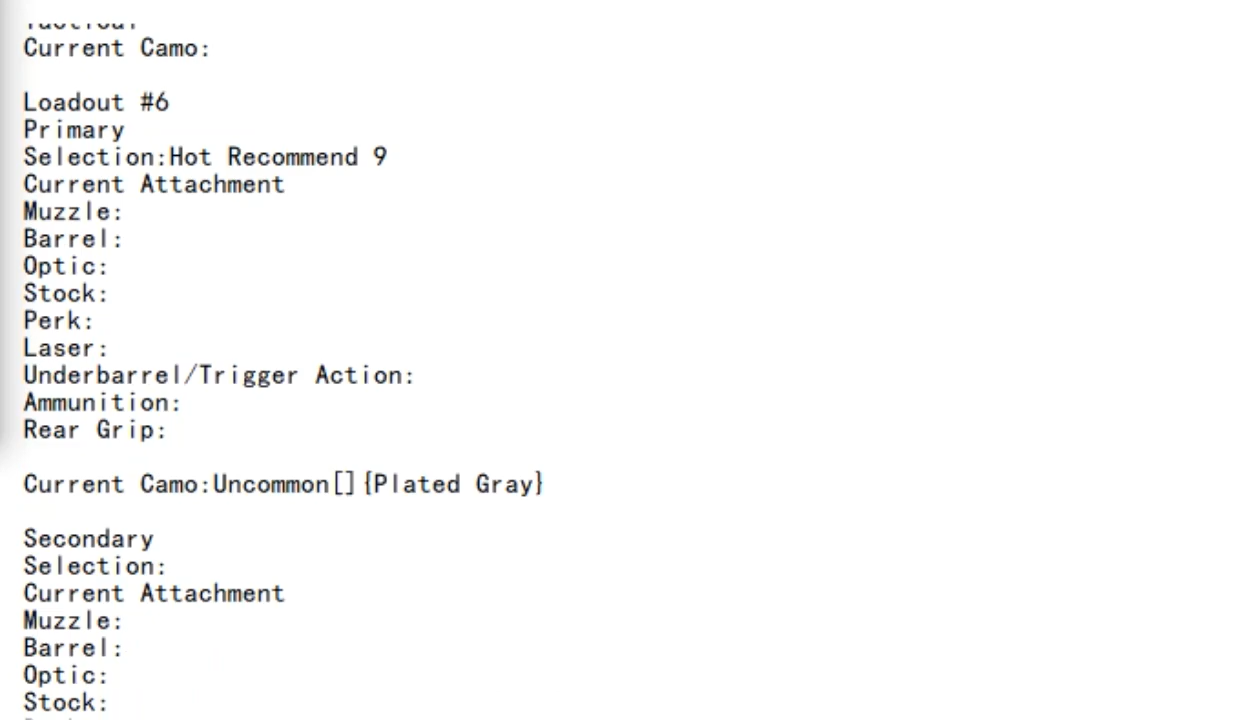 Current Camo:
Loadout #6
Primary
Selection:Hot Recommend 9
Current Attachment
Muzzle:
Barrel:
Optic:
Stock:
Perk:
Laser:
Underbarrel/Trigger Action:
Ammunition:
Rear Grip:
Current Camo:Uncommon[]{Plated Gray}
Secondary
Selection:
Current Attachment
Muzzle:
Barrel:
Optic:
Stock: